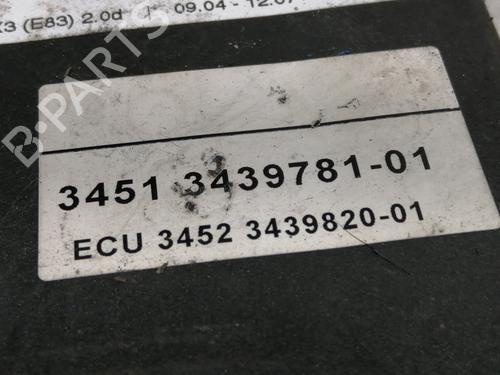 X3 (E83) 2.0d | 09.04 - 12.07
3451 3439781-01
ECU 3452 3439820-01
B-PARTS